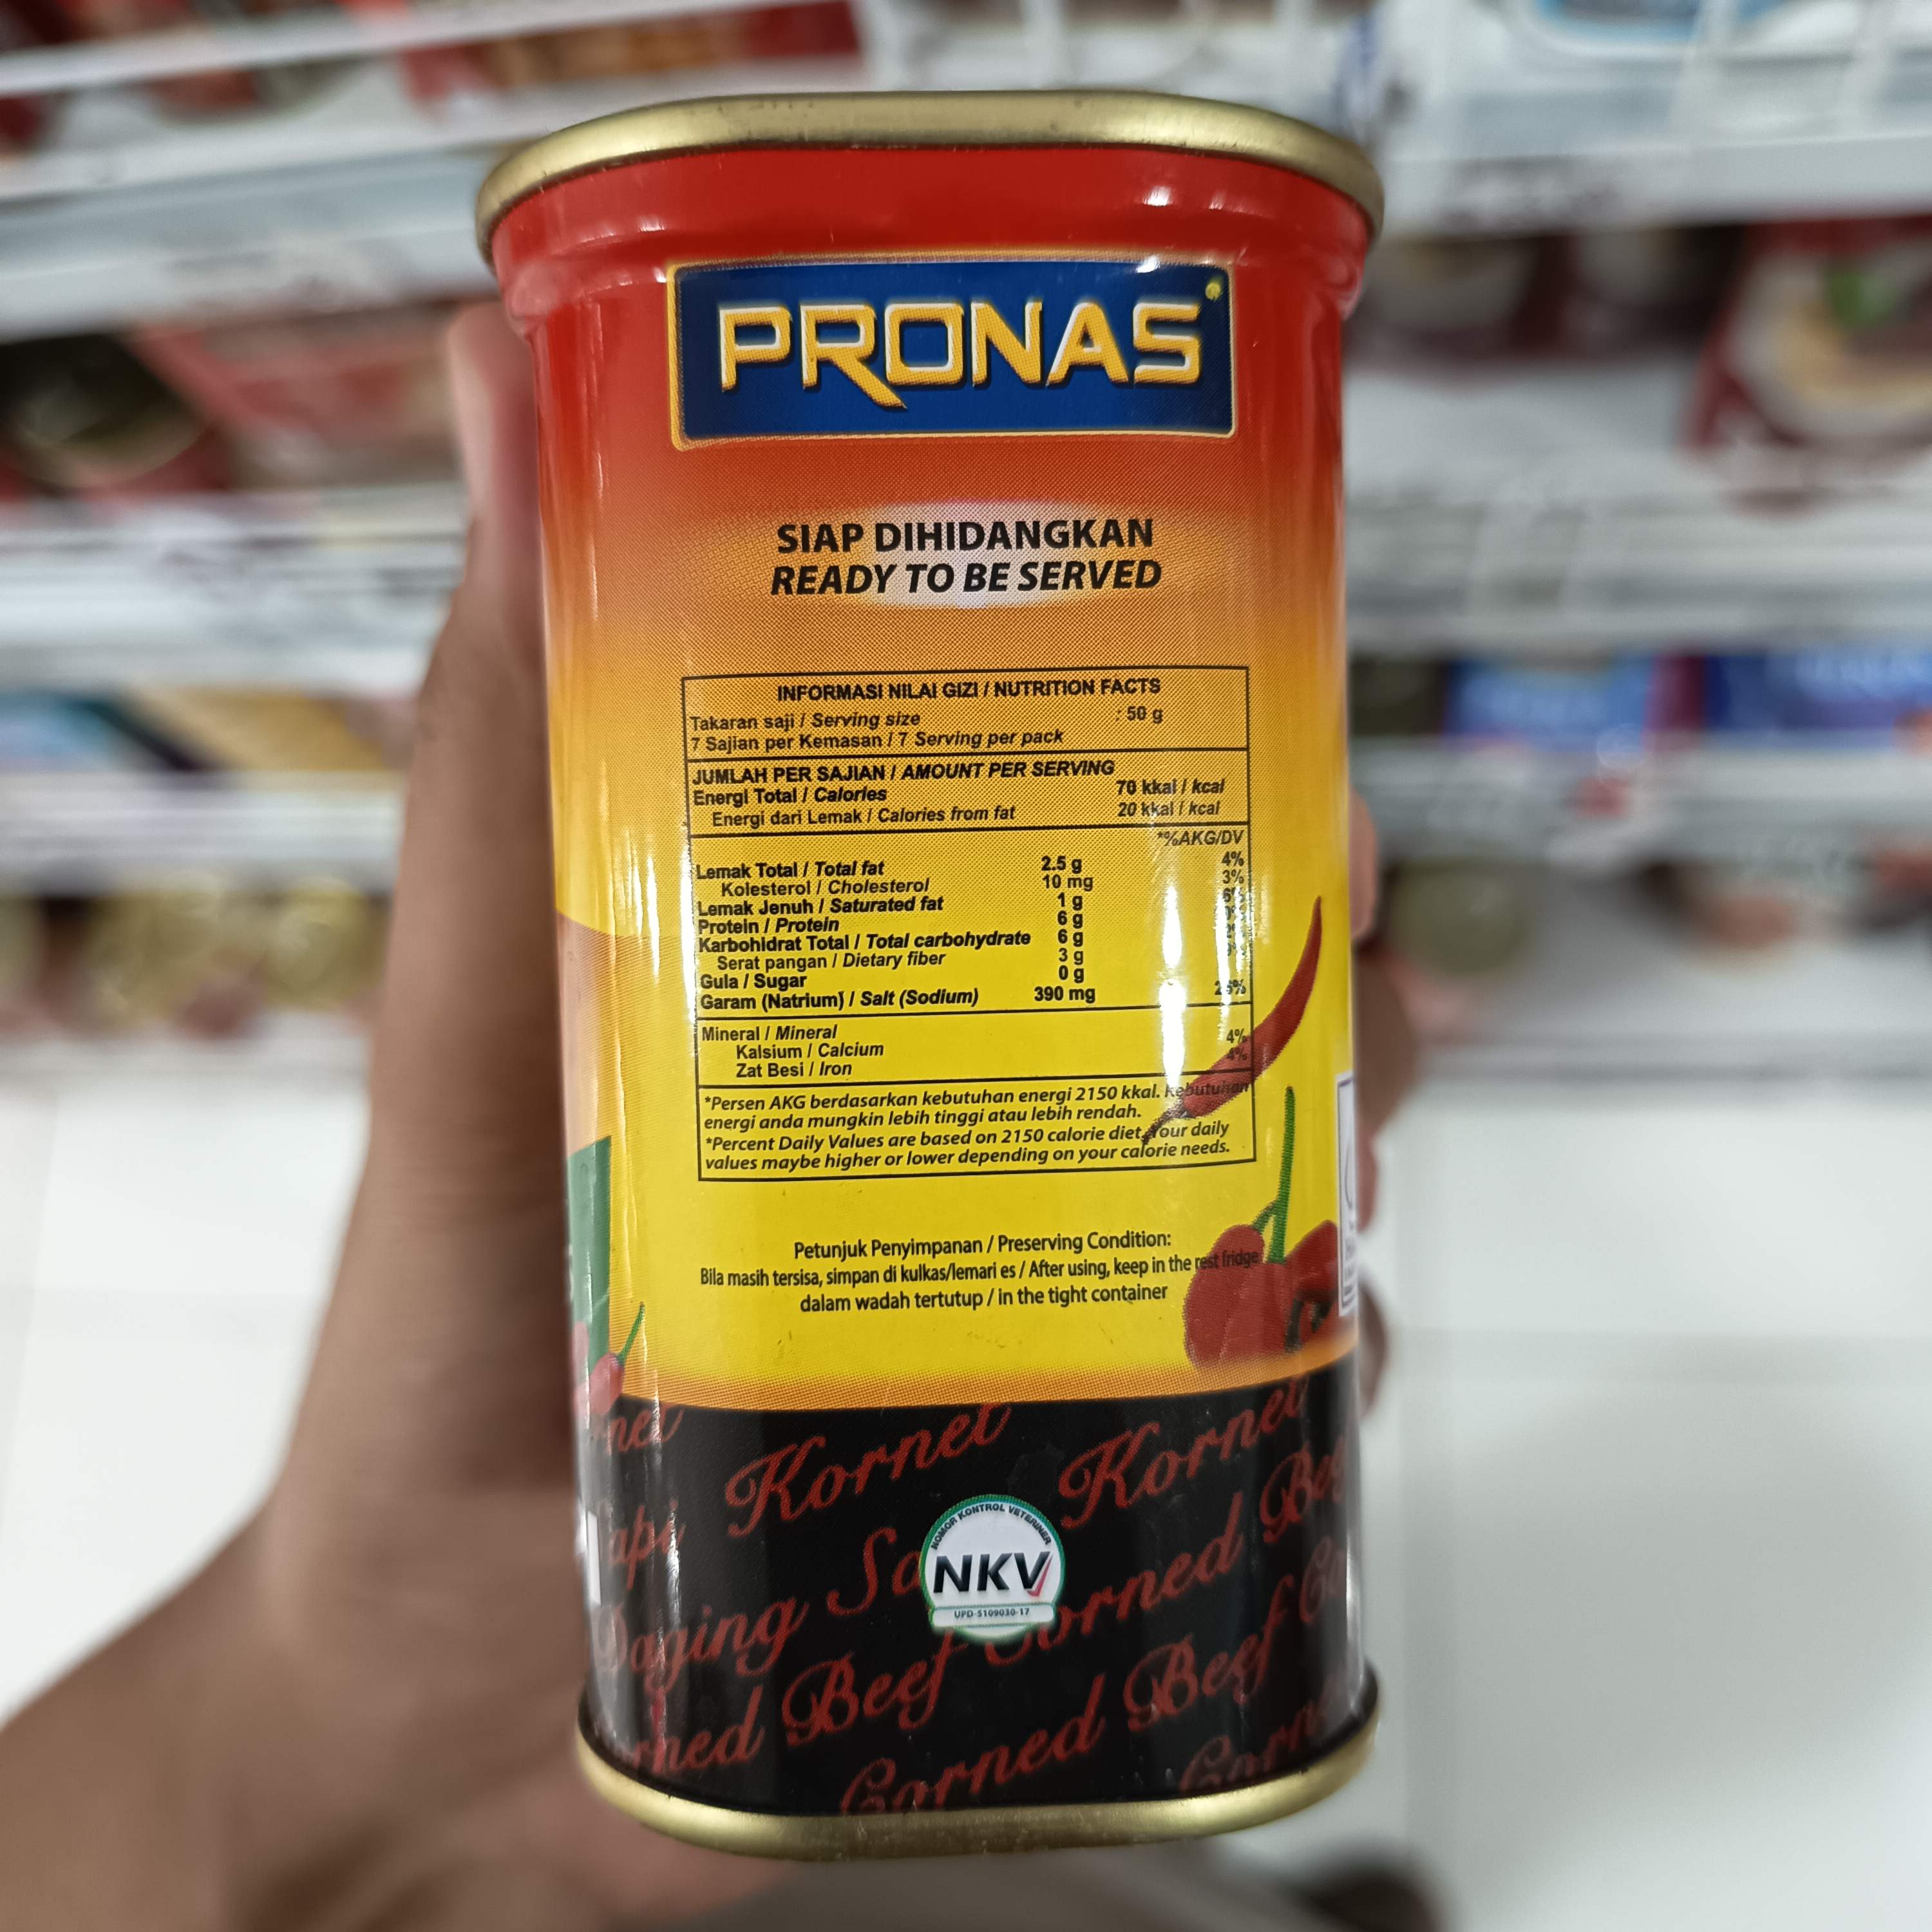 PRONAS
SIAP DIHIDANGKAN
READY TO BE SERVED
INFORMASI NILAI GIZI / NUTRITION FACTS
Takaran saji / Serving size : 50 g
7 Sajian per Kemasan / 7 Serving per pack
JUMLAH PER SAJIAN / AMOUNT PER SERVING
Energi Total / Calories 70 kkal / kcal
Energi dari Lemak / Calories from fat 20 kkal / kcal
*%AKG/DV
Lemak Total / Total fat 2.5 g 4%
Kolesterol / Cholesterol 10 mg 3%
Lemak Jenuh / Saturated fat 1 g
Protein / Protein 6 g
Karbohidrat Total / Total carbohydrate 6 g
Serat pangan / Dietary fiber 3 g
Gula / Sugar 0 g
Garam (Natrium) / Salt (Sodium) 390 mg
Mineral / Mineral
Kalsium / Calcium 4%
Zat Besi / Iron 4%
*Persen AKG berdasarkan kebutuhan energi 2150 kkal. Kebutuhan
energi anda mungkin lebih tinggi atau lebih rendah.
*Percent Daily Values are based on 2150 calorie diet. Your daily
values maybe higher or lower depending on your calorie needs.
Petunjuk Penyimpanan / Preserving Condition:
Bila masih tersisa, simpan di kulkas/lemari es / After using, keep in the rest fridge
dalam wadah tertutup / in the tight container
Kornet Kornet
Daging
Beef Corned
Corned Beef
NOMOR KONTROL VETERINER
NKV
UPD-5109030-17